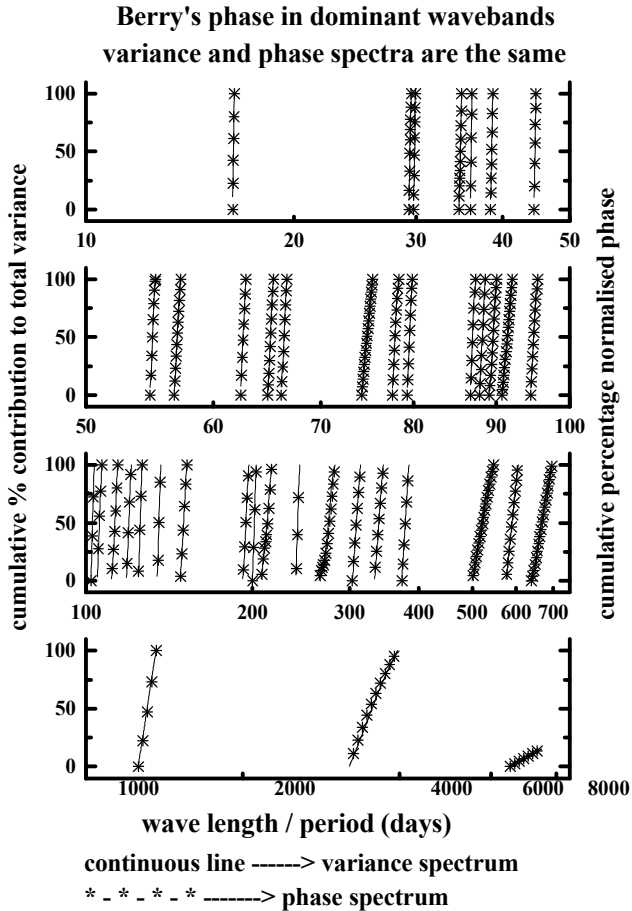 Berry's phase in dominant wavebands
variance and phase spectra are the same
cumulative % contribution to total variance
cumulative percentage normalised phase
100
50
0
10 20 30 40 50
100
50
0
50 60 70 80 90 100
100
50
0
100 200 300 400 500 600 700
100
50
0
1000 2000 4000 6000 8000
wave length / period (days)
continuous line ------> variance spectrum
* - * - * - * -------> phase spectrum